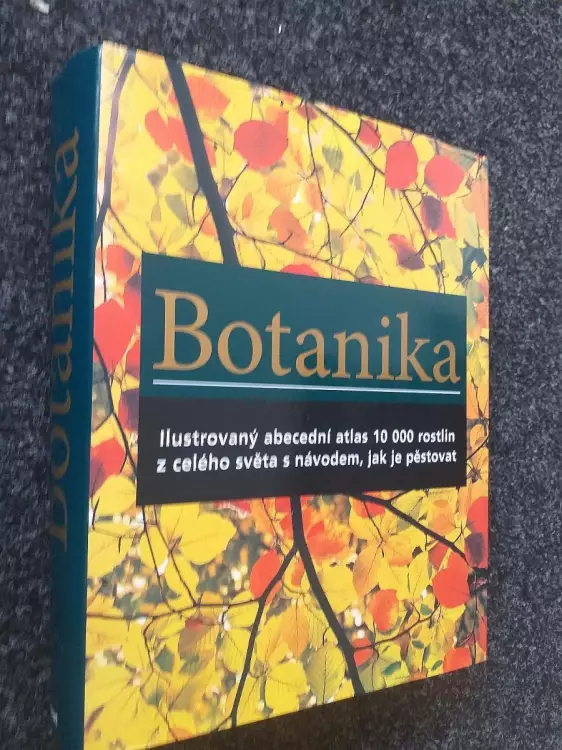 Botanika
Botanika
Ilustrovaný abecední atlas 10 000 rostlin
z celého světa s návodem, jak je pěstovat